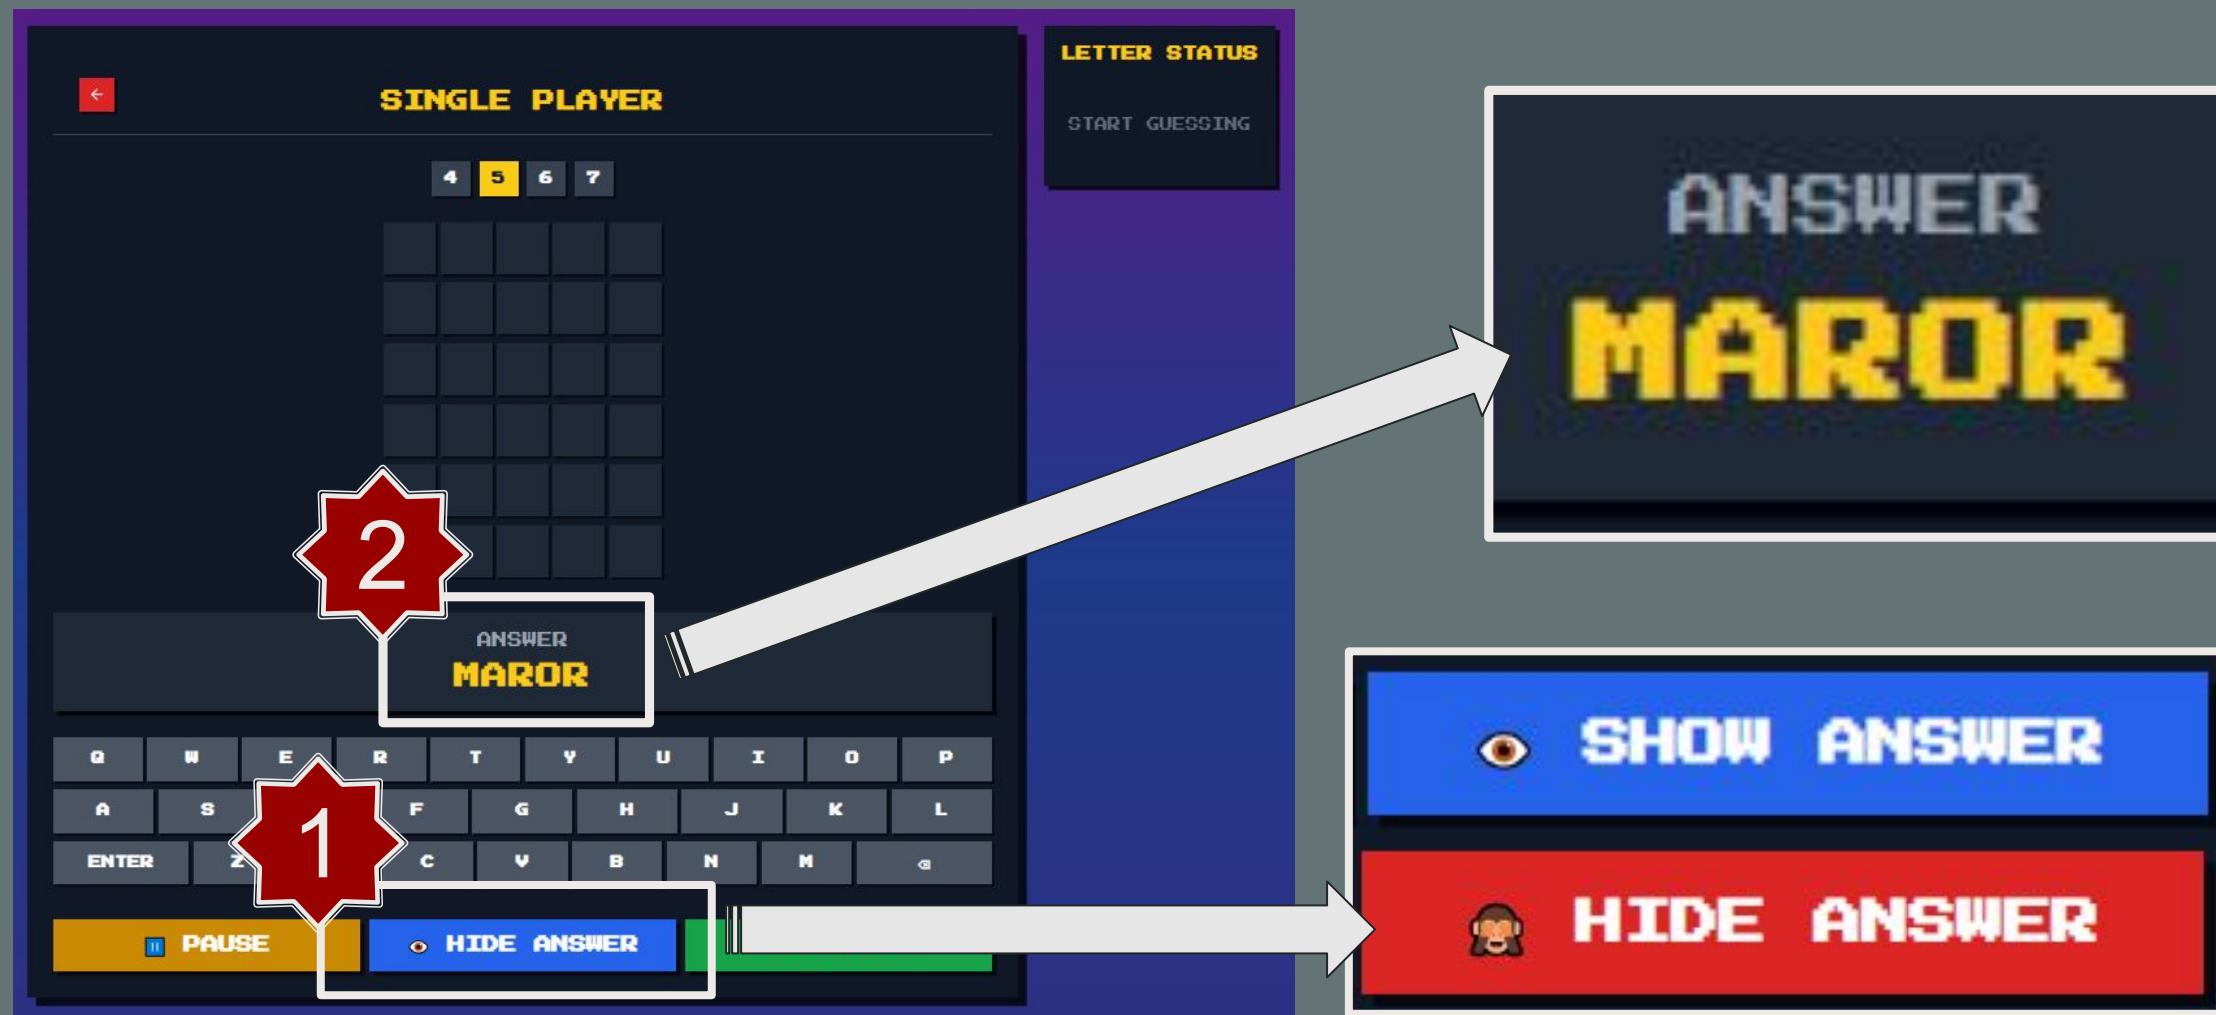 SINGLE PLAYER
4 5 6 7
LETTER STATUS
START GUESSING
2
ANSWER
MAROR
Q W E R T Y U I O P
A S F G H J K L
ENTER Z C V B N M
1
PAUSE
HIDE ANSWER
ANSWER
MAROR
SHOW ANSWER
HIDE ANSWER